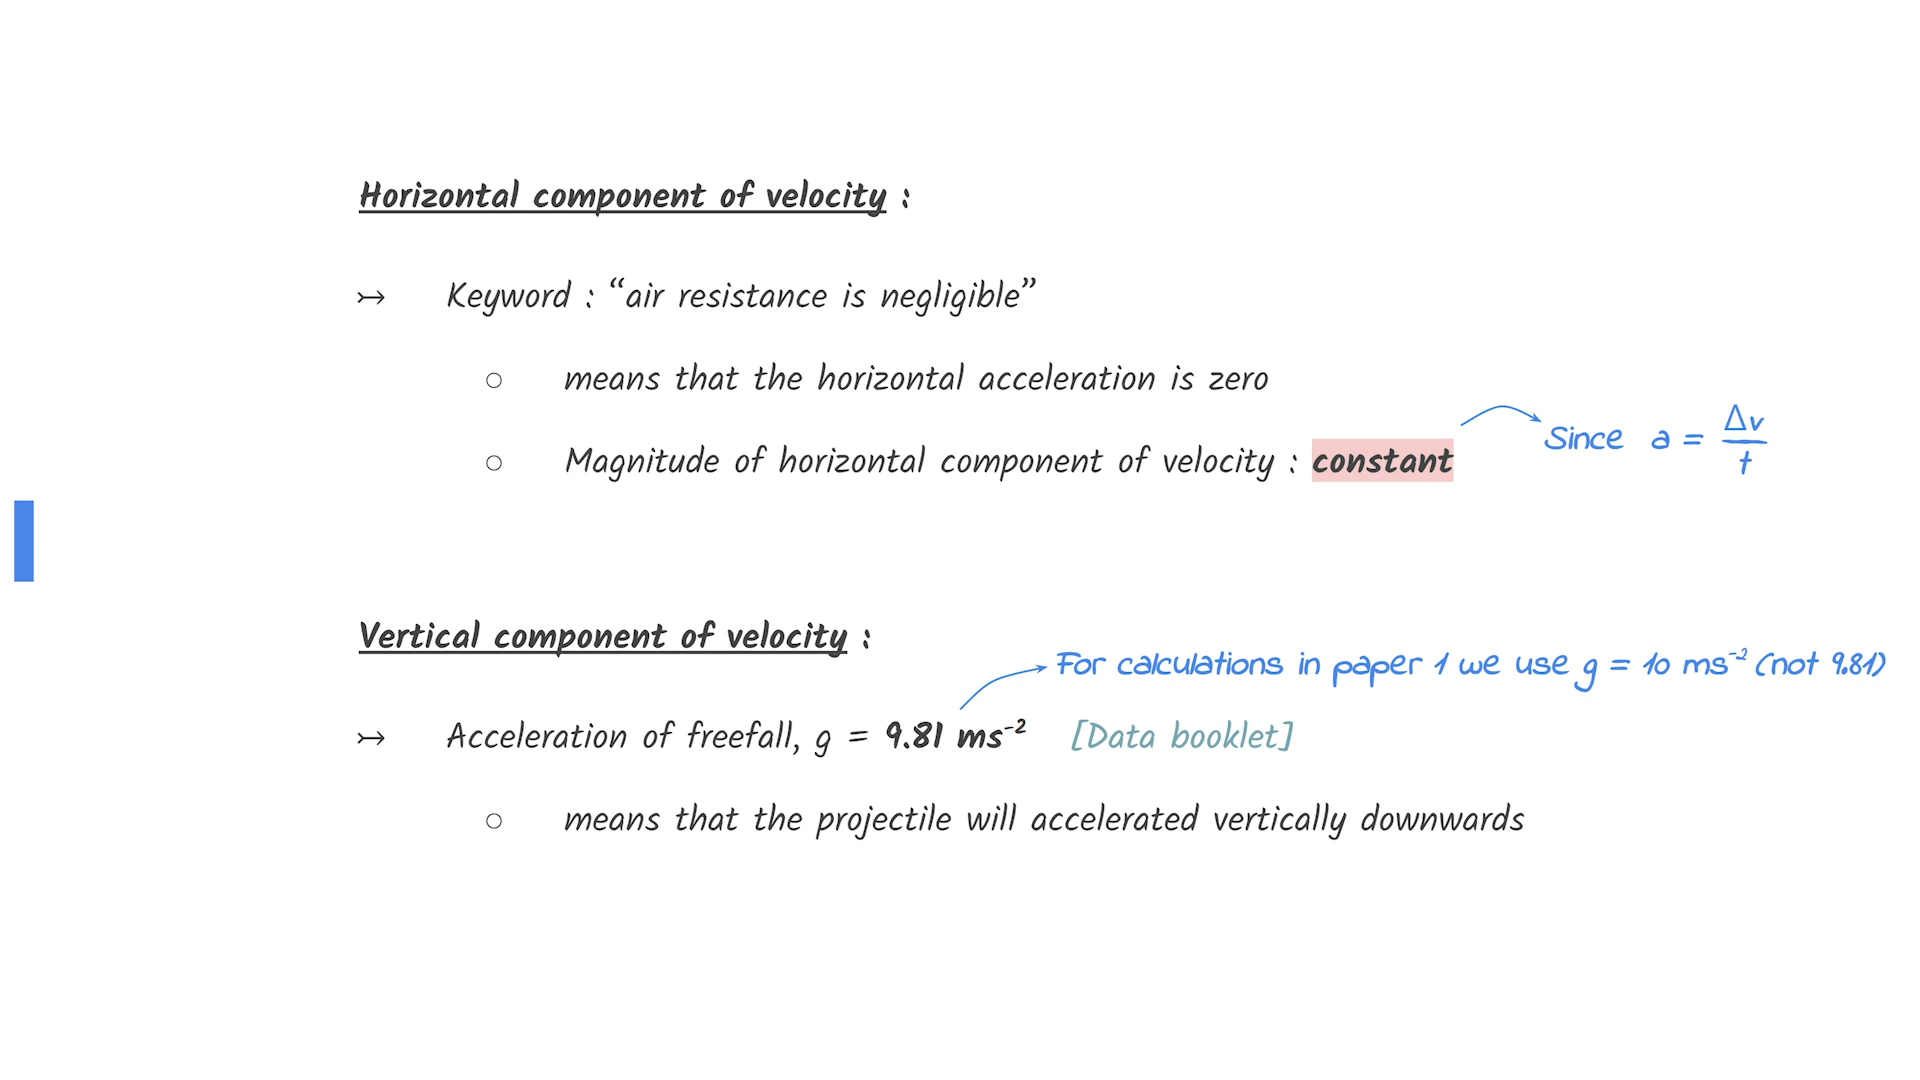 Horizontal component of velocity :
↣ Keyword : “air resistance is negligible”
○ means that the horizontal acceleration is zero
○ Magnitude of horizontal component of velocity : constant
Since a = Δv / t
Vertical component of velocity :
For calculations in paper 1 we use g = 10 ms⁻² (not 9.81)
↣ Acceleration of freefall, g = 9.81 ms⁻² [Data booklet]
○ means that the projectile will accelerated vertically downwards